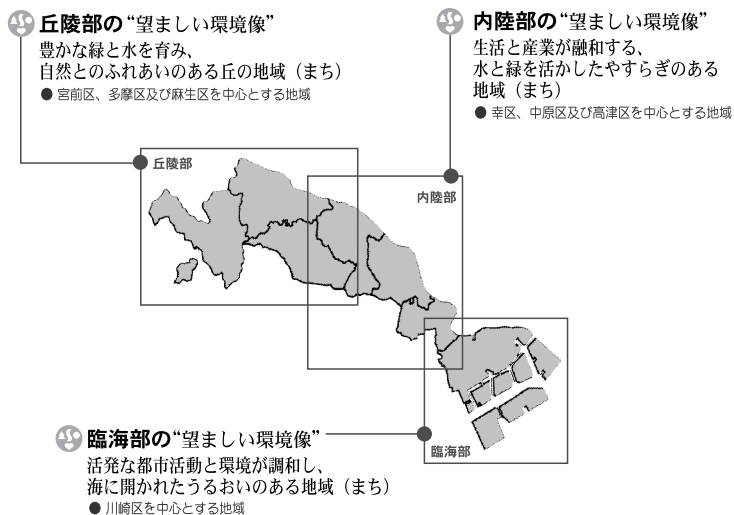 丘陵部の“望ましい環境像”
豊かな緑と水を育み、
自然とのふれあいのある丘の地域（まち）
● 宮前区、多摩区及び麻生区を中心とする地域
内陸部の“望ましい環境像”
生活と産業が融和する、
水と緑を活かしたやすらぎのある
地域（まち）
● 幸区、中原区及び高津区を中心とする地域
丘陵部
内陸部
臨海部の“望ましい環境像”
活発な都市活動と環境が調和し、
海に開かれたうるおいのある地域（まち）
● 川崎区を中心とする地域
臨海部